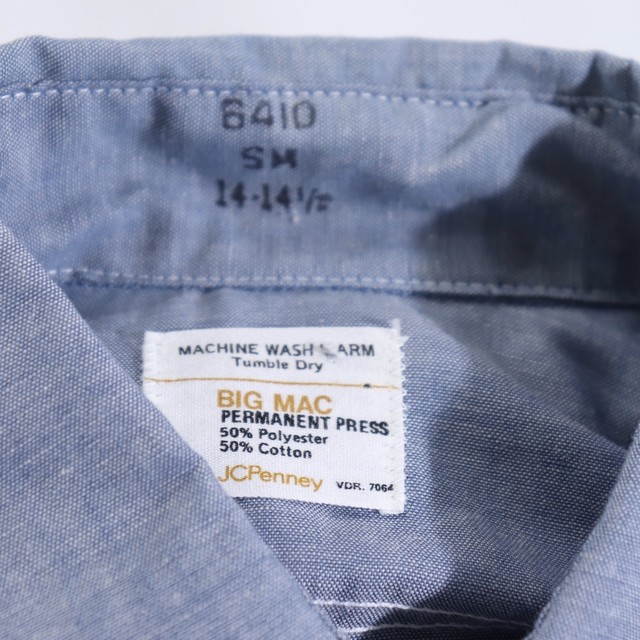 6410
SM
14-14½
MACHINE WASH WARM
Tumble Dry
BIG MAC
PERMANENT PRESS
50% Polyester
50% Cotton
JCPenney VDR. 7064